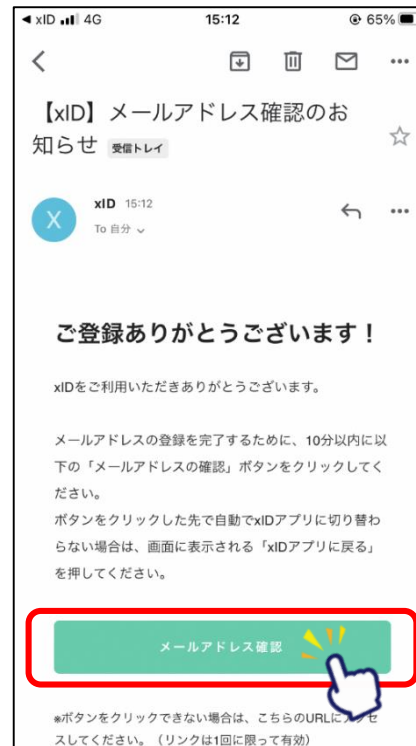 ◀ xID 4G 15:12 65%
【xID】メールアドレス確認のお
知らせ 受信トレイ
X
xID 15:12
To 自分
ご登録ありがとうございます！
xIDをご利用いただきありがとうございます。
メールアドレスの登録を完了するために、10分以内に以
下の「メールアドレスの確認」ボタンをクリックしてく
ださい。
ボタンをクリックした先で自動でxIDアプリに切り替わ
らない場合は、画面に表示される「xIDアプリに戻る」
を押してください。
メールアドレス確認
※ボタンをクリックできない場合は、こちらのURLにアクセ
スしてください。（リンクは1回に限って有効）